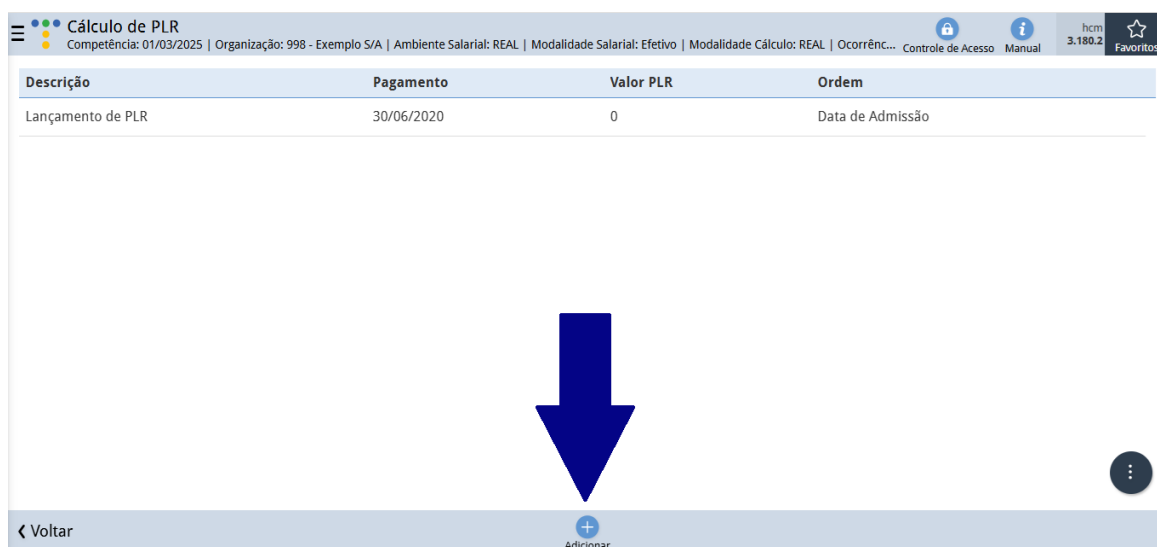 Cálculo de PLR
Competência: 01/03/2025 | Organização: 998 - Exemplo S/A | Ambiente Salarial: REAL | Modalidade Salarial: Efetivo | Modalidade Cálculo: REAL | Ocorrênc...
Controle de Acesso
Manual
hcm
3.180.2
Favoritos
Descrição Pagamento Valor PLR Ordem
Lançamento de PLR 30/06/2020 0 Data de Admissão
Voltar
Adicionar